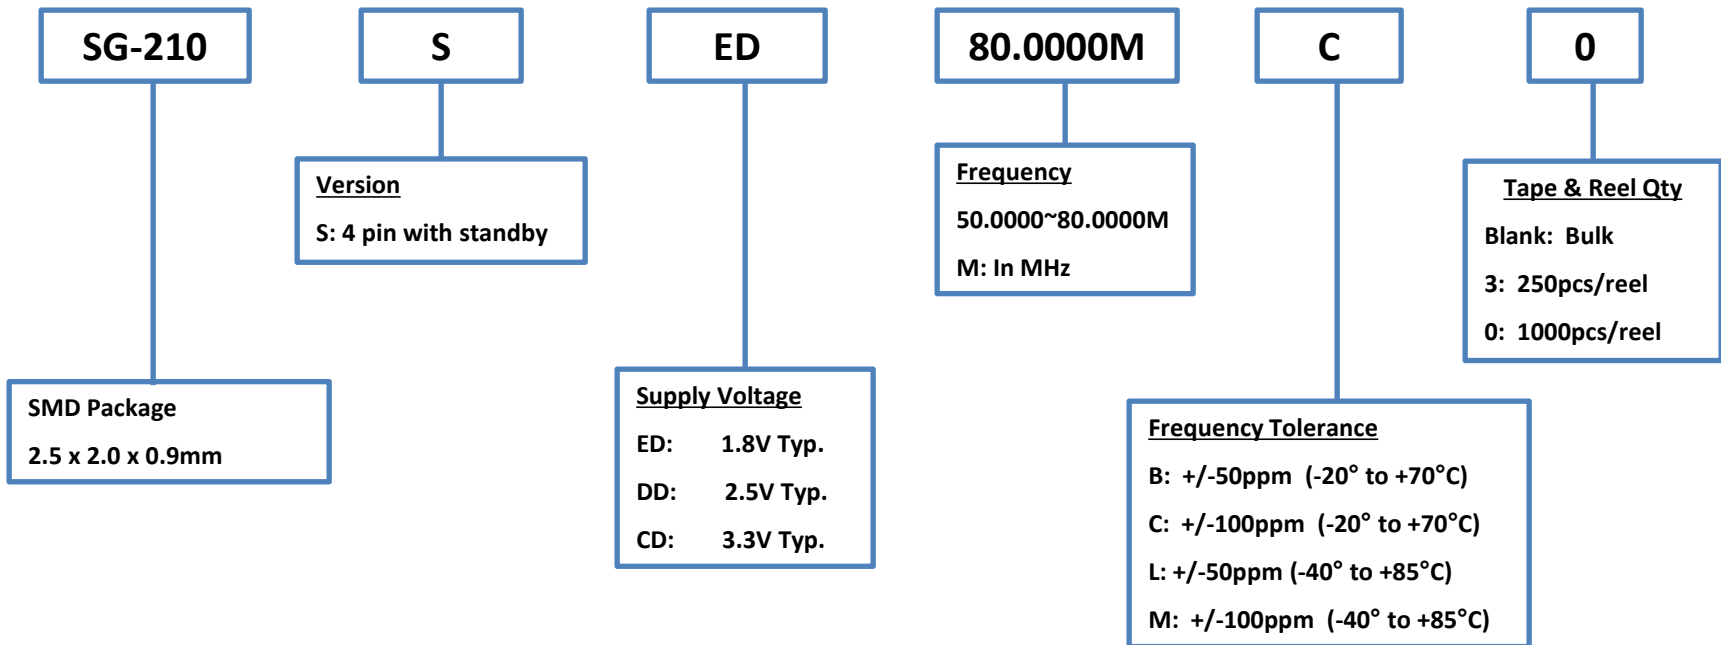 SG-210
S
ED
80.0000M
C
0
Version
S: 4 pin with standby
Frequency
50.0000~80.0000M
M: In MHz
Tape & Reel Qty
Blank: Bulk
3: 250pcs/reel
0: 1000pcs/reel
SMD Package
2.5 x 2.0 x 0.9mm
Supply Voltage
ED: 1.8V Typ.
DD: 2.5V Typ.
CD: 3.3V Typ.
Frequency Tolerance
B: +/-50ppm (-20° to +70°C)
C: +/-100ppm (-20° to +70°C)
L: +/-50ppm (-40° to +85°C)
M: +/-100ppm (-40° to +85°C)